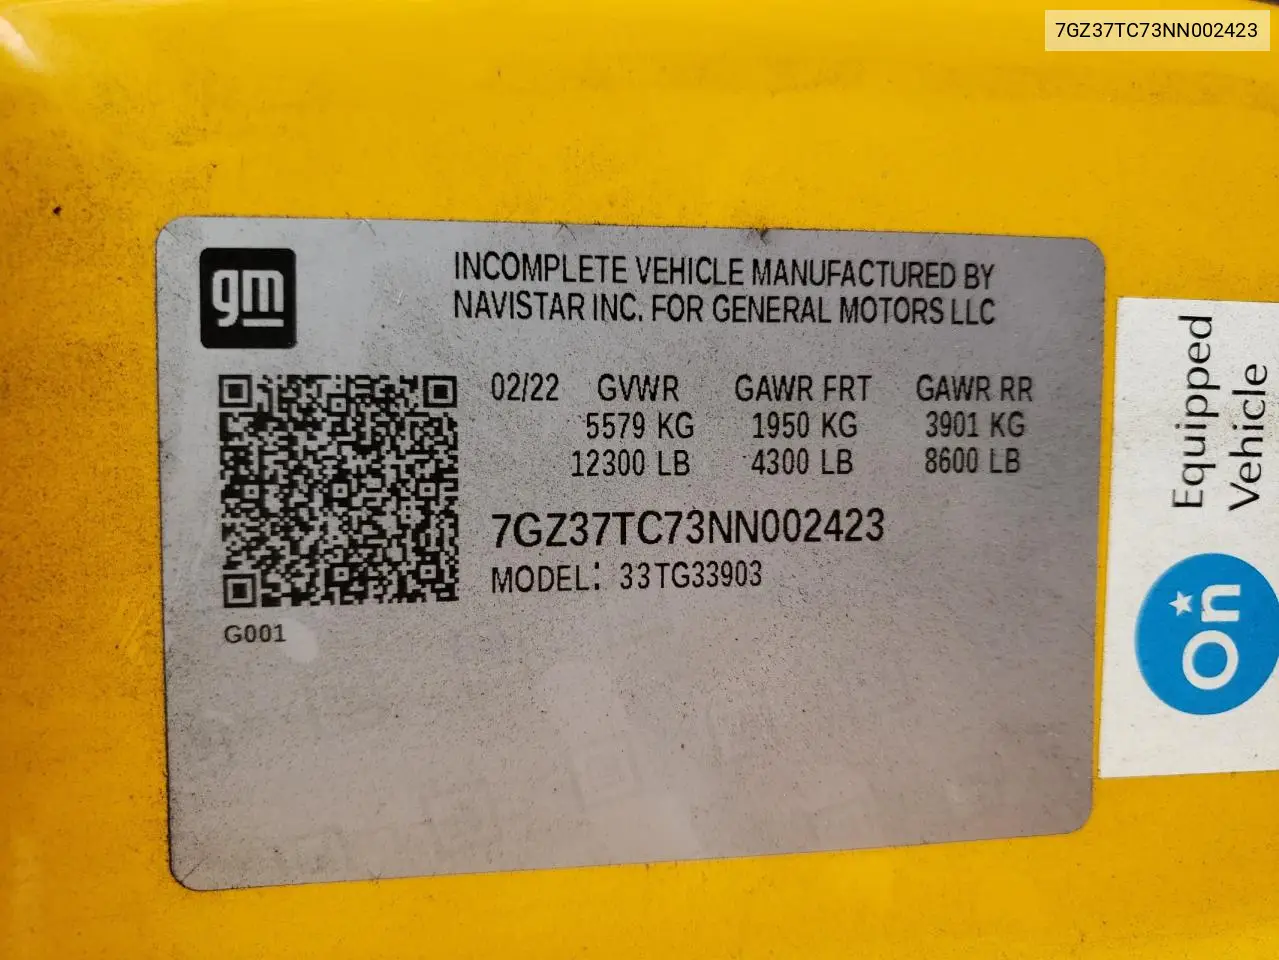 7GZ37TC73NN002423
gm
INCOMPLETE VEHICLE MANUFACTURED BY
NAVISTAR INC. FOR GENERAL MOTORS LLC
02/22 GVWR GAWR FRT GAWR RR
5579 KG 1950 KG 3901 KG
12300 LB 4300 LB 8600 LB
7GZ37TC73NN002423
MODEL: 33TG33903
G001
On
Equipped
Vehicle